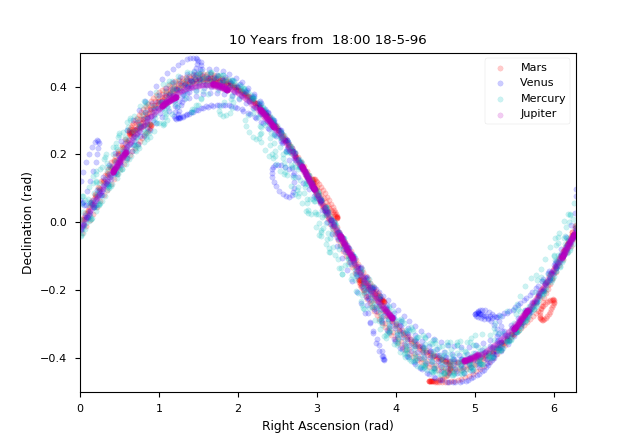 10 Years from  18:00 18-5-96
Mars
Venus
Mercury
Jupiter
0.4
0.2
0.0
−0.2
−0.4
Declination (rad)
0 1 2 3 4 5 6
Right Ascension (rad)